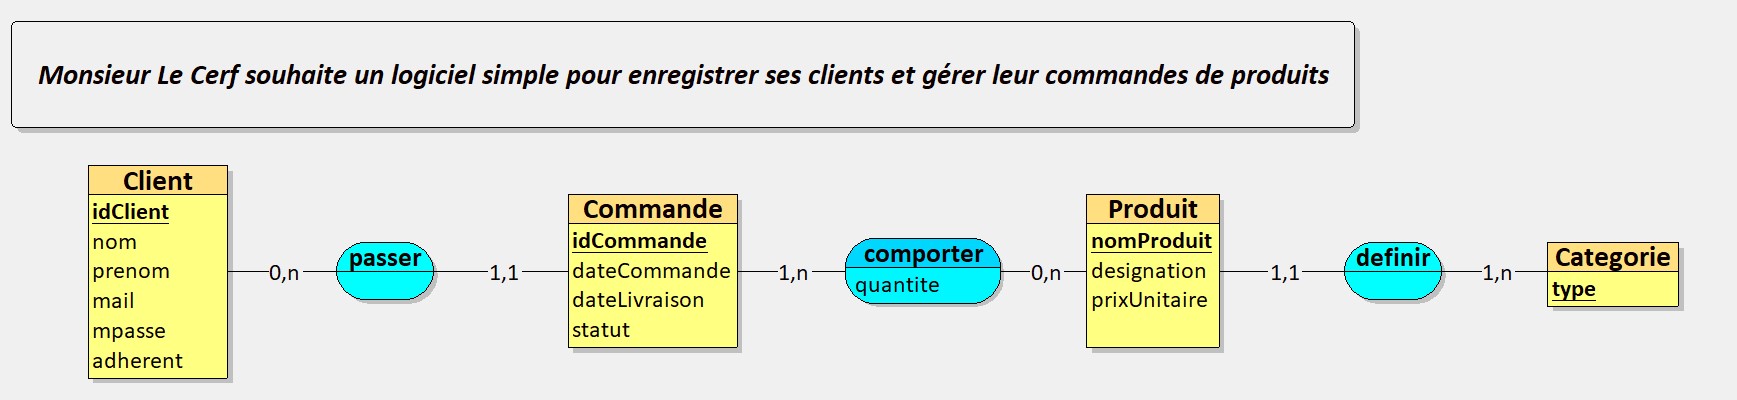 Monsieur Le Cerf souhaite un logiciel simple pour enregistrer ses clients et gérer leur commandes de produits
Client
idClient
nom
prenom
mail
mpasse
adherent
0,n
passer
1,1
Commande
idCommande
dateCommande
dateLivraison
statut
1,n
comporter
quantite
0,n
Produit
nomProduit
designation
prixUnitaire
1,1
definir
1,n
Categorie
type